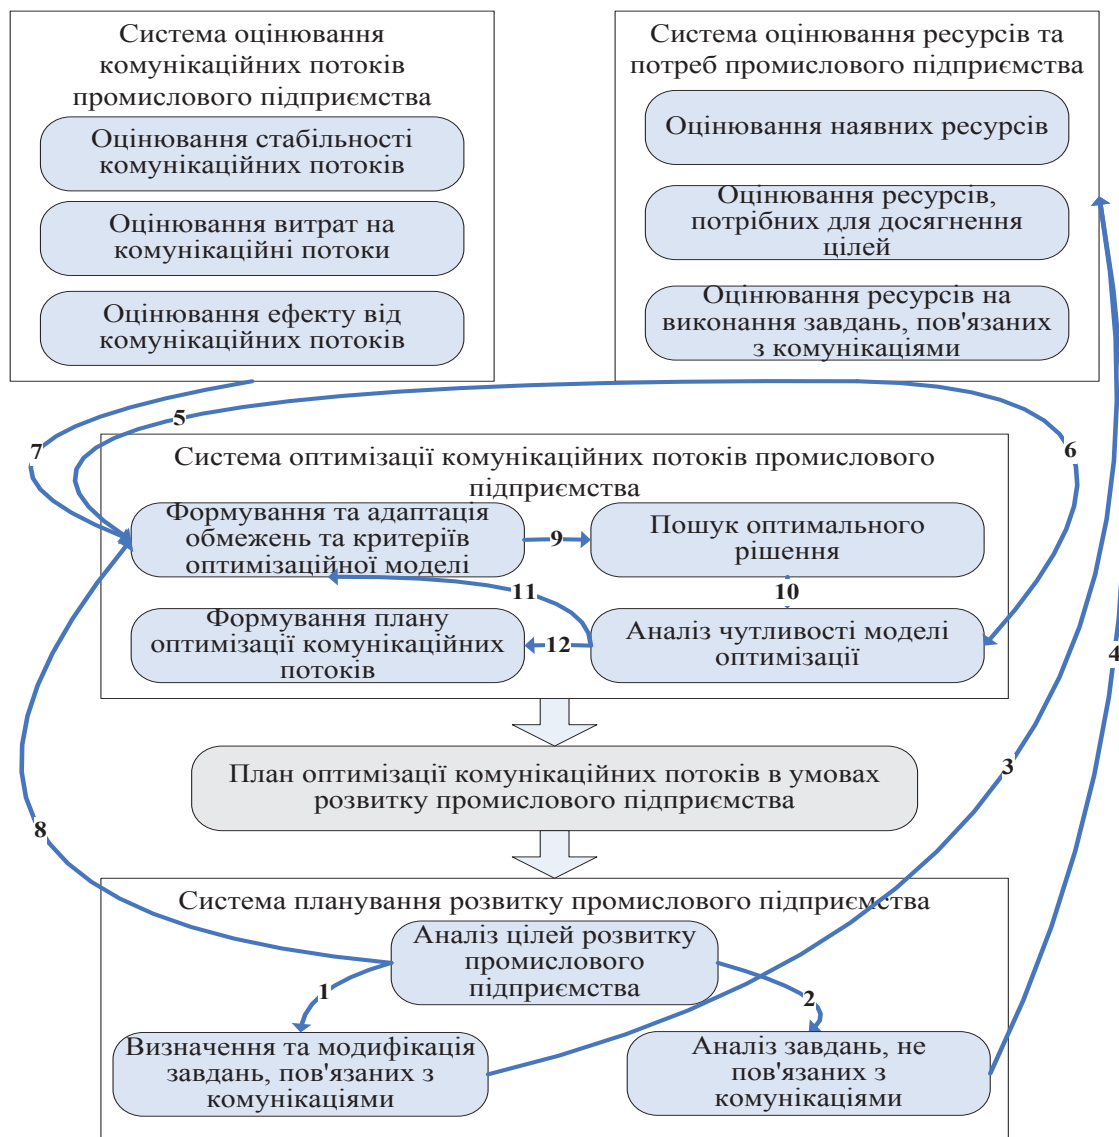 Система оцінювання
комунікаційних потоків
промислового підприємства
Оцінювання стабільності
комунікаційних потоків
Оцінювання витрат на
комунікаційні потоки
Оцінювання ефекту від
комунікаційних потоків
Система оцінювання ресурсів та
потреб промислового підприємства
Оцінювання наявних ресурсів
Оцінювання ресурсів,
потрібних для досягнення
цілей
Оцінювання ресурсів на
виконання завдань, пов'язаних
з комунікаціями
5
7
6
Система оптимізації комунікаційних потоків промислового
підприємства
Формування та адаптація
обмежень та критеріїв
оптимізаційної моделі
9
Пошук оптимального
рішення
11
10
Формування плану
оптимізації комунікаційних
потоків
12
Аналіз чутливості моделі
оптимізації
4
План оптимізації комунікаційних потоків в умовах
розвитку промислового підприємства
3
8
Система планування розвитку промислового підприємства
Аналіз цілей розвитку
промислового
підприємства
1
2
Визначення та модифікація
завдань, пов'язаних з
комунікаціями
Аналіз завдань, не
пов'язаних з
комунікаціями